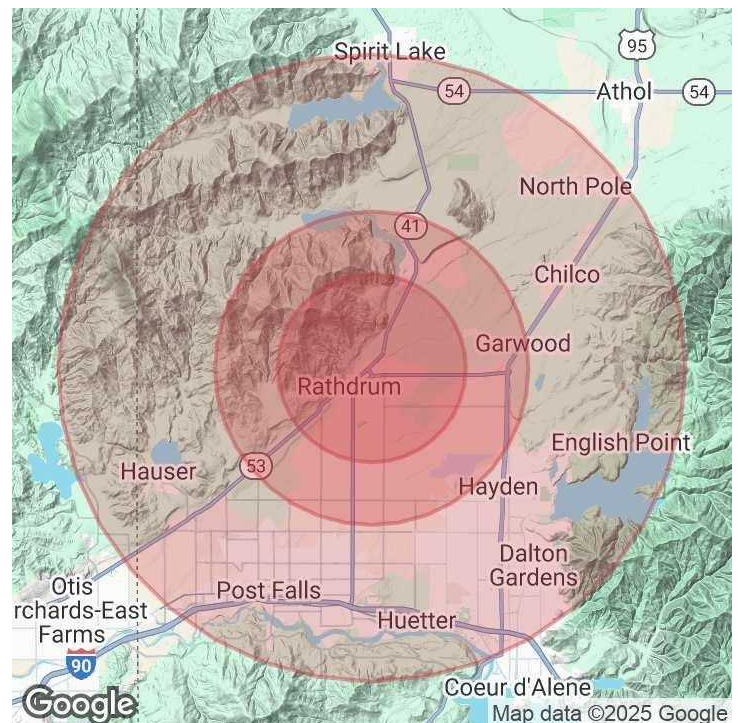 Spirit Lake
95
54
Athol
54
North Pole
41
Chilco
Garwood
Rathdrum
English Point
Hauser
53
Hayden
Dalton
Gardens
Otis
rchards-East
Farms
Post Falls
Huetter
90
Coeur d'Alene
Google
Map data ©2025 Google